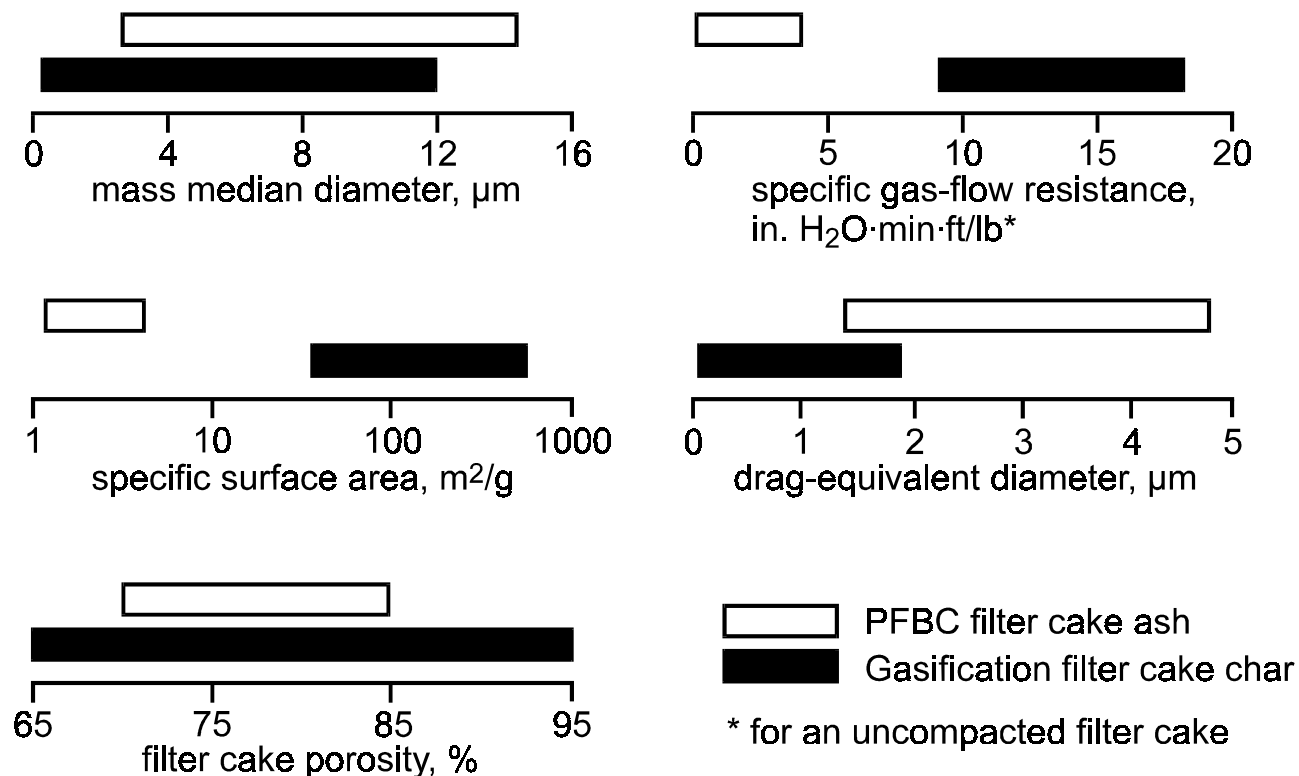 0 4 8 12 16
mass median diameter, µm
0 5 10 15 20
specific gas-flow resistance,
in. H₂O·min·ft/lb*
1 10 100 1000
specific surface area, m²/g
0 1 2 3 4 5
drag-equivalent diameter, µm
65 75 85 95
filter cake porosity, %
PFBC filter cake ash
Gasification filter cake char
* for an uncompacted filter cake